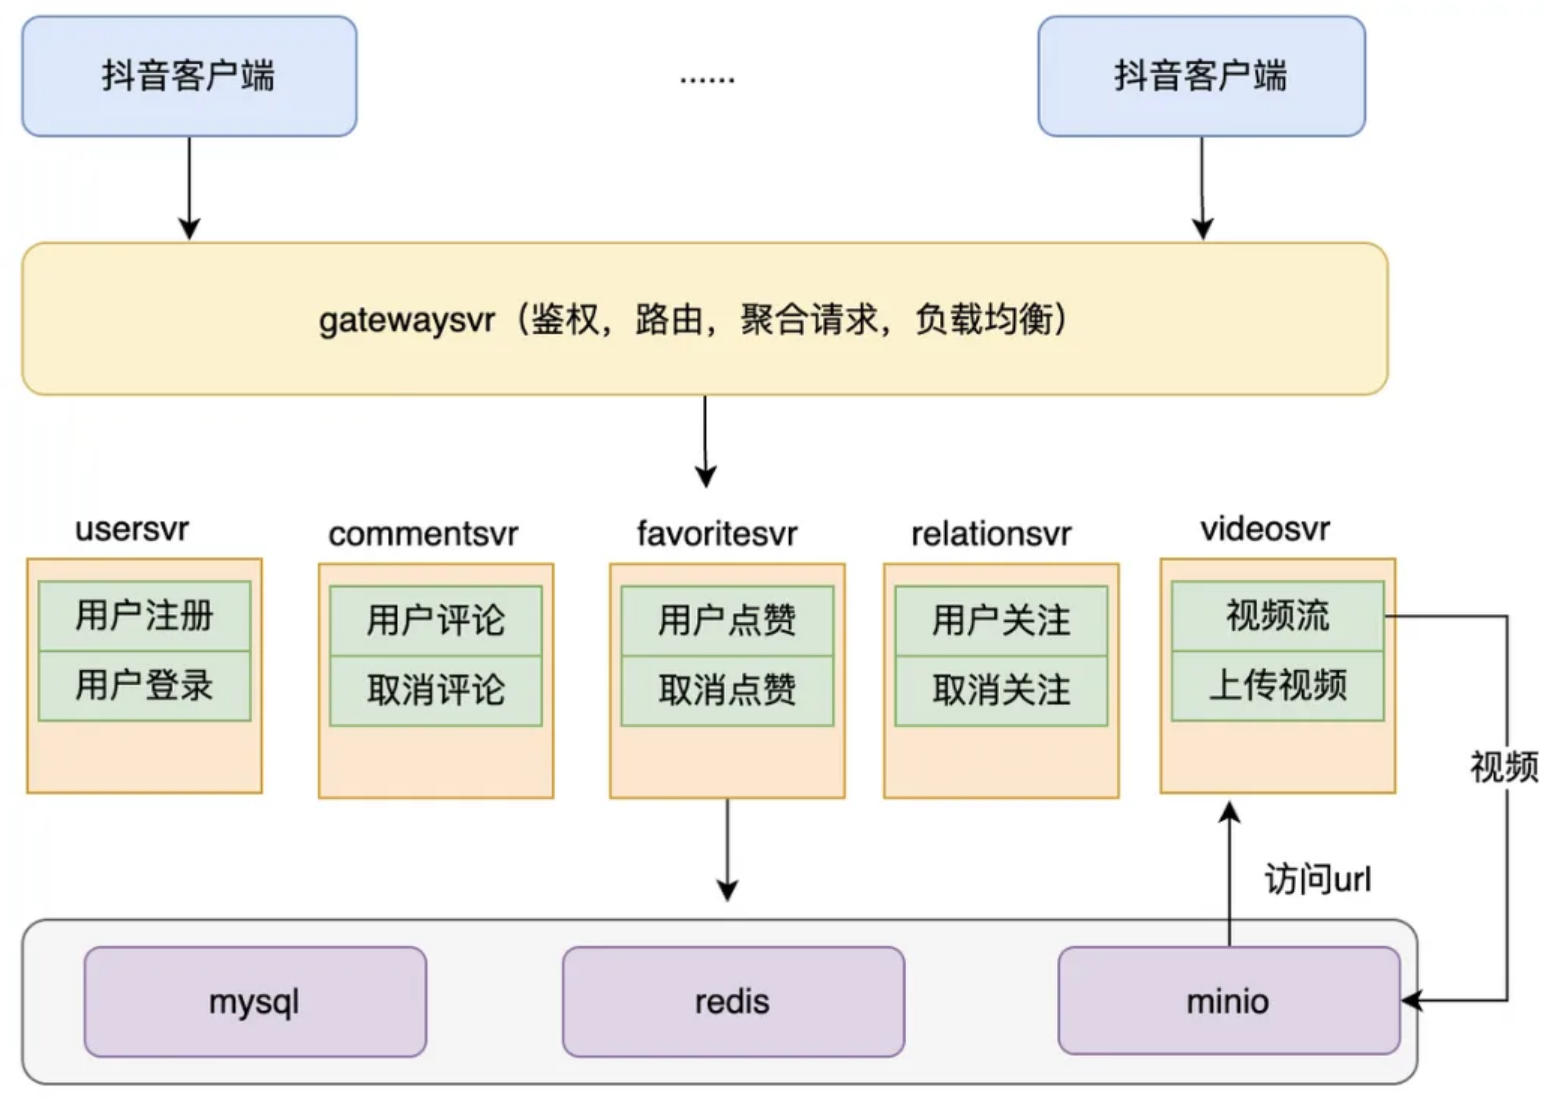 抖音客户端
......
抖音客户端
gatewaysvr（鉴权，路由，聚合请求，负载均衡）
usersvr
commentsvr
favoritesvr
relationsvr
videosvr
用户注册
用户登录
用户评论
取消评论
用户点赞
取消点赞
用户关注
取消关注
视频流
上传视频
视频
访问url
mysql
redis
minio